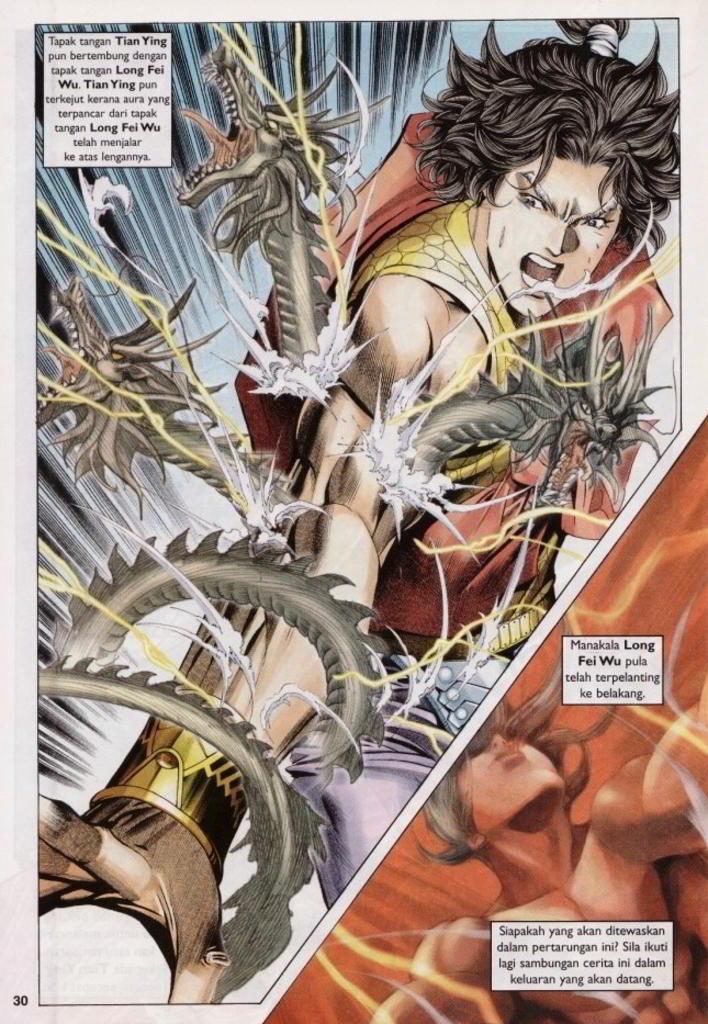 Tapak tangan Tian Ying
pun bertembung dengan
tapak tangan Long Fei
Wu. Tian Ying pun
terkejut kerana aura yang
terpancar dari tapak
tangan Long Fei Wu
telah menjalar
ke atas lengannya.
Manakala Long
Fei Wu pula
telah terpelanting
ke belakang.
Siapakah yang akan ditewaskan
dalam pertarungan ini? Sila ikuti
lagi sambungan cerita ini dalam
keluaran yang akan datang.
30